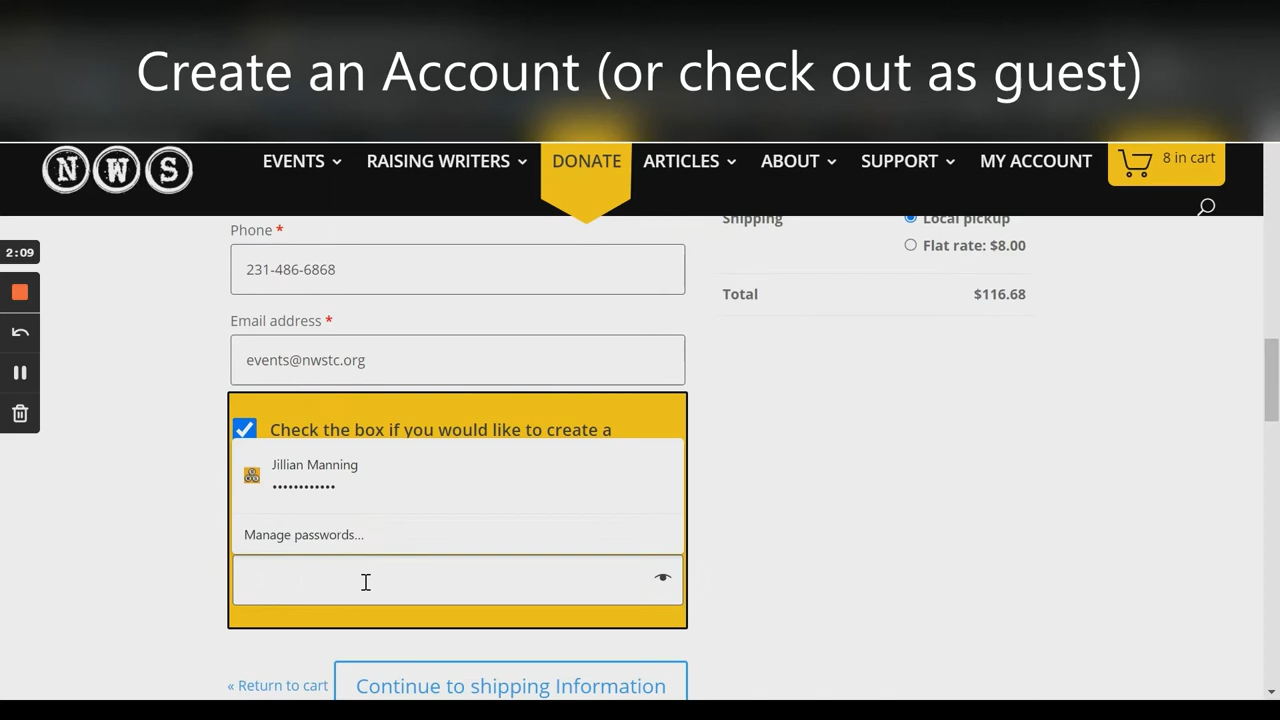 Create an Account (or check out as guest)
NWS
EVENTS
RAISING WRITERS
DONATE
ARTICLES
ABOUT
SUPPORT
MY ACCOUNT
8 in cart
2:09
Phone *
231-486-6868
Email address *
events@nwstc.org
Check the box if you would like to create a
Jillian Manning
••••••••••••
Manage passwords...
« Return to cart
Continue to shipping Information
Shipping
Local pickup
Flat rate: $8.00
Total
$116.68